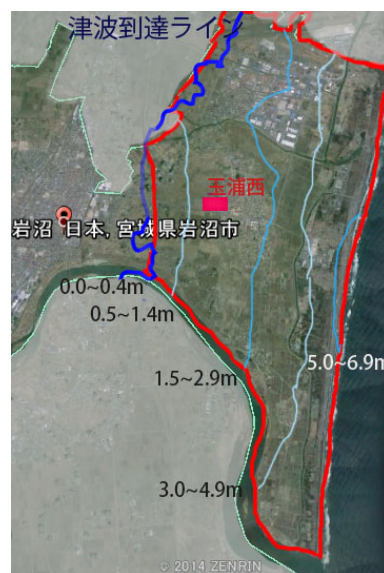 津波到達ライン
玉浦西
岩沼 日本, 宮城県岩沼市
0.0~0.4m
0.5~1.4m
5.0~6.9m
1.5~2.9m
3.0~4.9m
© 2014 ZENRIN